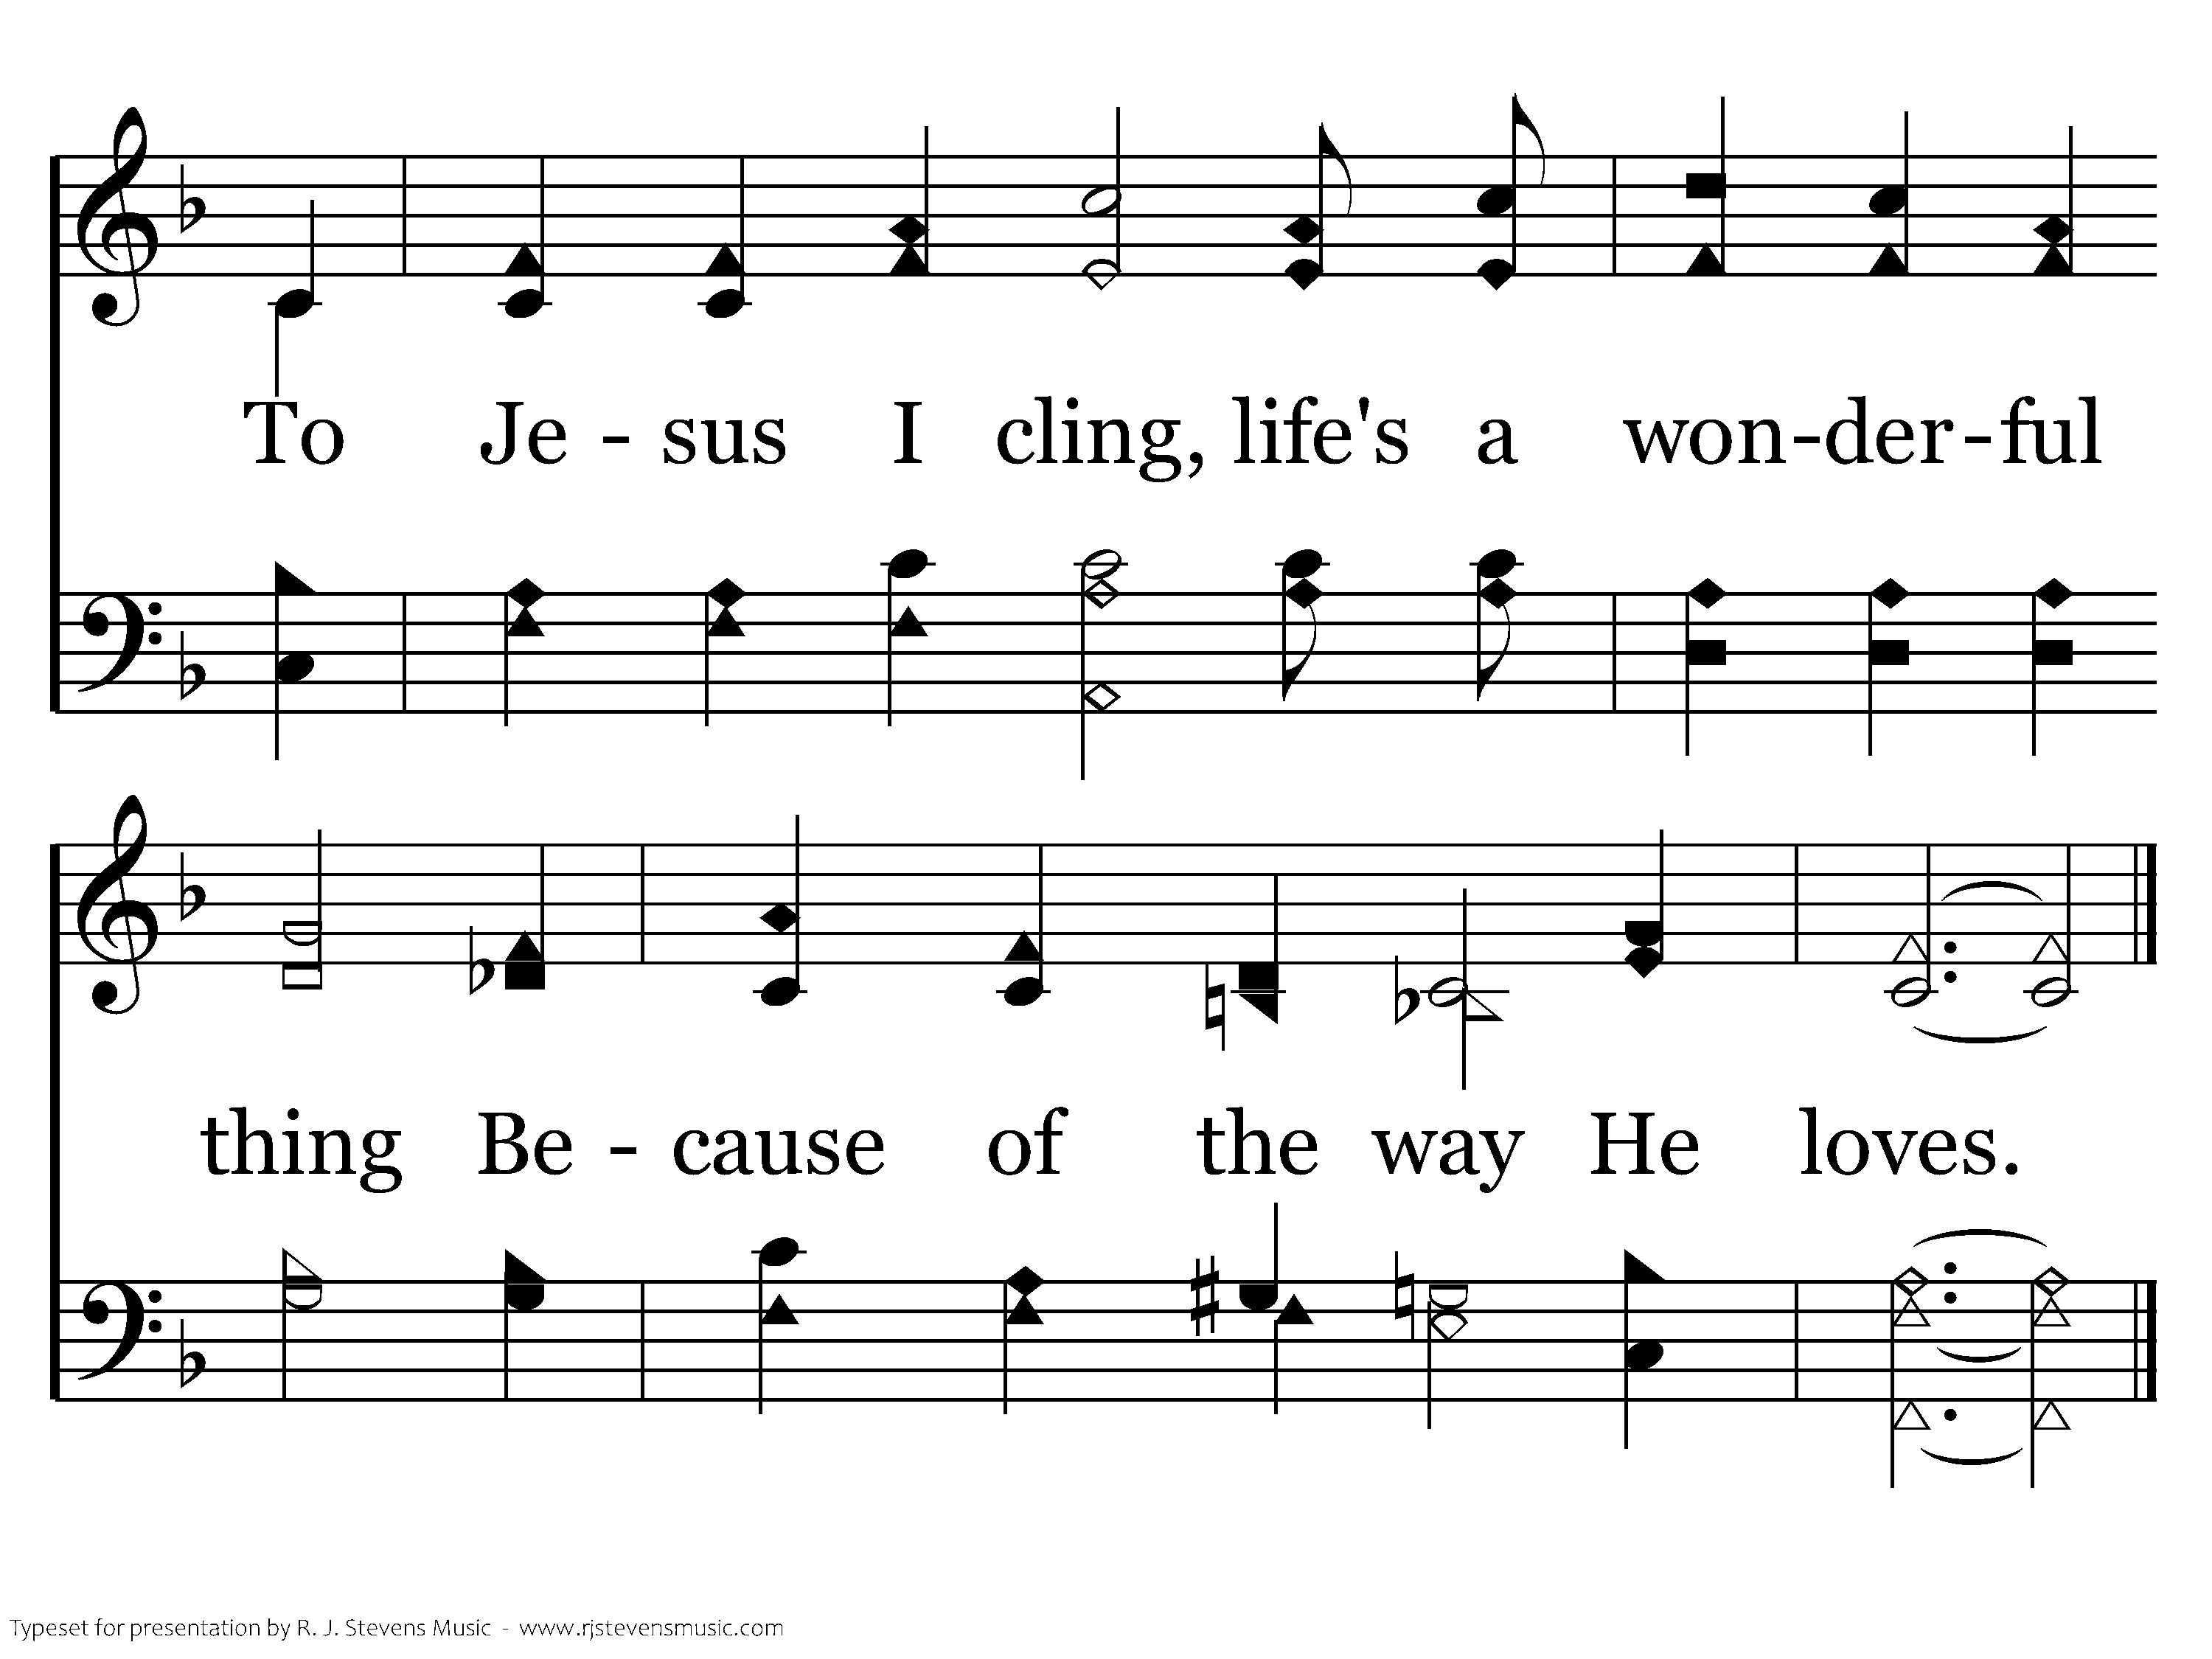 To Je - sus I cling, life's a won-der-ful
thing Be - cause of the way He loves.
Typeset for presentation by R. J. Stevens Music - www.rjstevensmusic.com